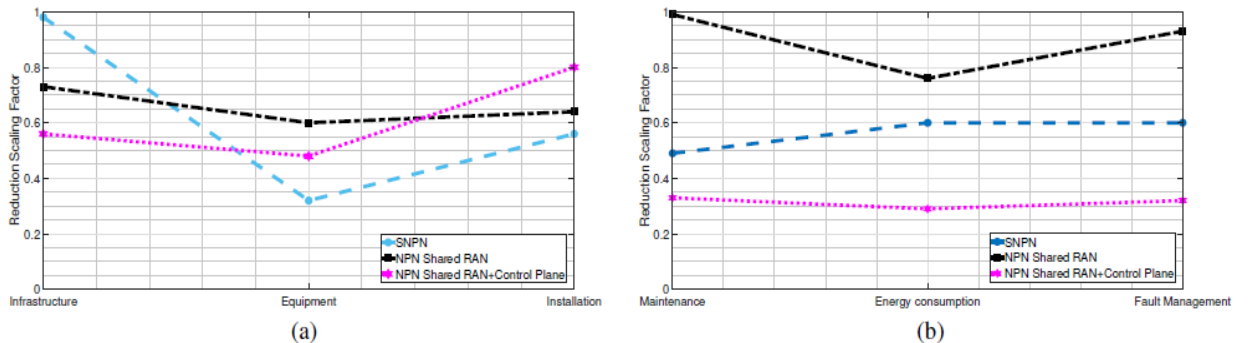 Reduction Scaling Factor
1
0.8
0.6
0.4
0.2
0
Infrastructure Equipment Installation
SNPN
NPN Shared RAN
NPN Shared RAN+Control Plane
(a)
Reduction Scaling Factor
1
0.8
0.6
0.4
0.2
0
Maintenance Energy consumption Fault Management
SNPN
NPN Shared RAN
NPN Shared RAN+Control Plane
(b)